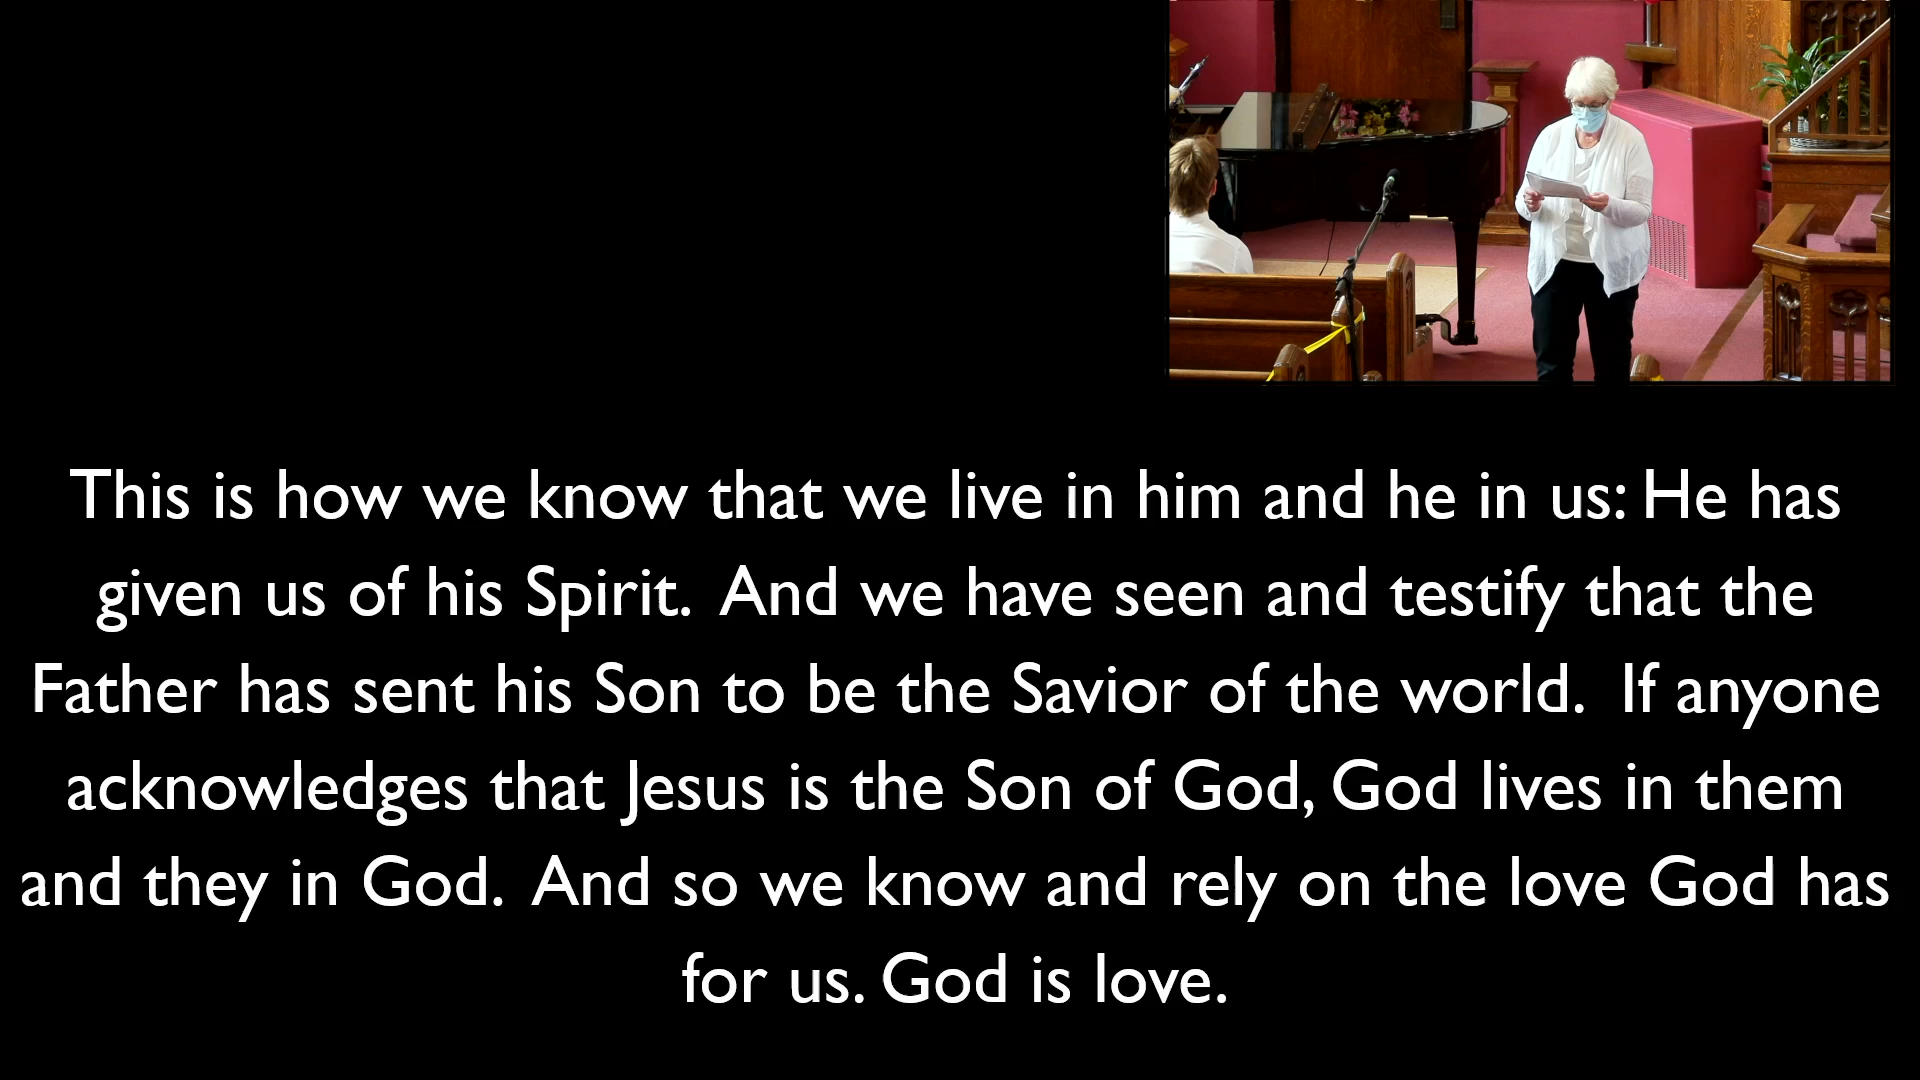 This is how we know that we live in him and he in us: He has
given us of his Spirit.  And we have seen and testify that the
Father has sent his Son to be the Savior of the world.  If anyone
acknowledges that Jesus is the Son of God, God lives in them
and they in God.  And so we know and rely on the love God has
for us. God is love.